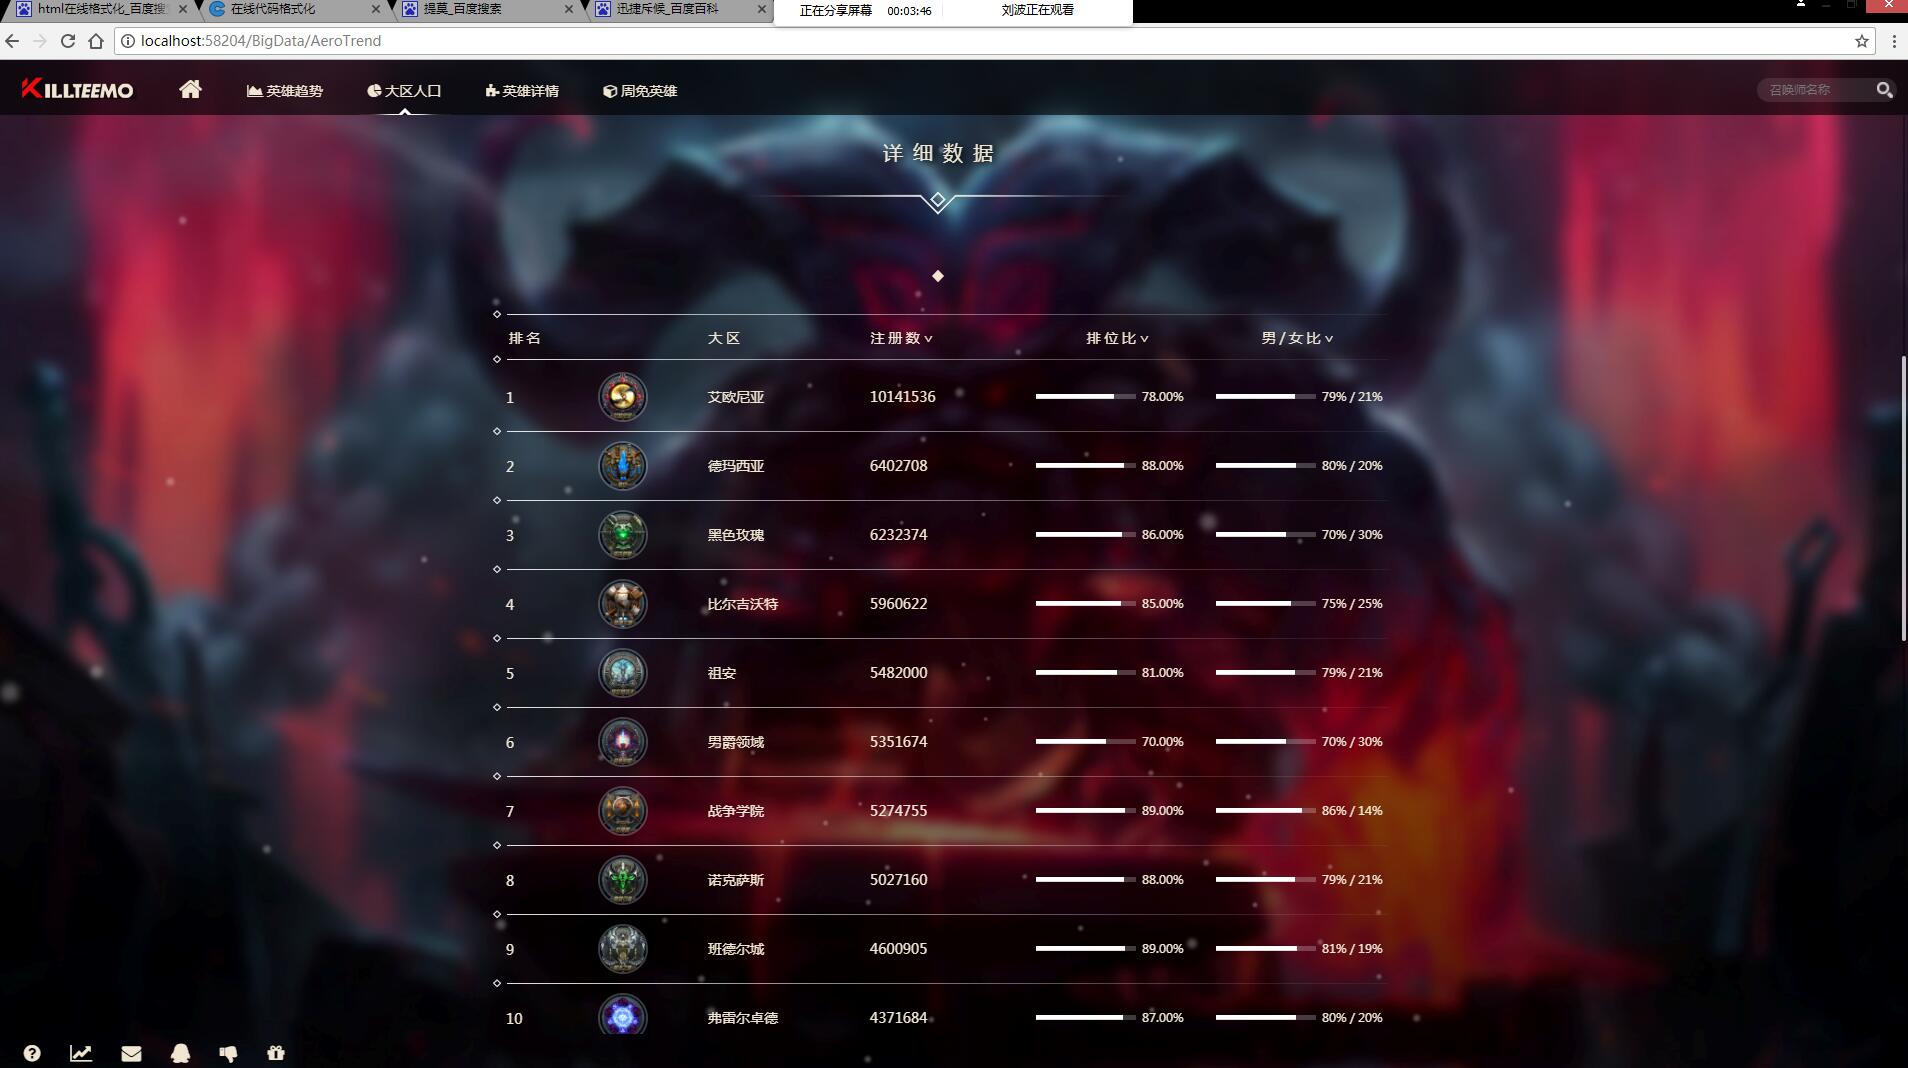 html在线格式化_百度搜
在线代码格式化
提莫_百度搜索
迅捷斥候_百度百科
正在分享屏幕 00:03:46 刘波正在观看
localhost:58204/BigData/AeroTrend
KILLTEEMO 英雄趋势 大区人口 英雄详情 周免英雄 召唤师名称
详细数据
排名 大区 注册数 排位比 男/女比
1 艾欧尼亚 10141536 78.00% 79% / 21%
2 德玛西亚 6402708 88.00% 80% / 20%
3 黑色玫瑰 6232374 86.00% 70% / 30%
4 比尔吉沃特 5960622 85.00% 75% / 25%
5 祖安 5482000 81.00% 79% / 21%
6 男爵领域 5351674 70.00% 70% / 30%
7 战争学院 5274755 89.00% 86% / 14%
8 诺克萨斯 5027160 88.00% 79% / 21%
9 班德尔城 4600905 89.00% 81% / 19%
10 弗雷尔卓德 4371684 87.00% 80% / 20%